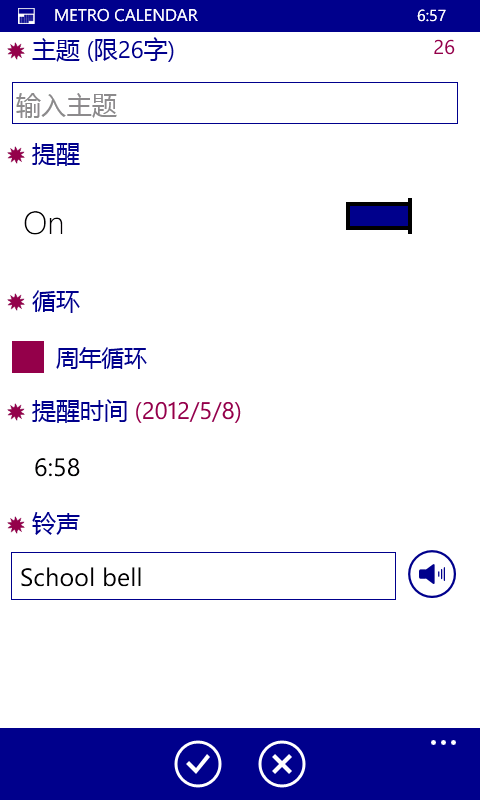 METRO CALENDAR 6:57
主题 (限26字) 26
输入主题
提醒
On
循环
周年循环
提醒时间 (2012/5/8)
6:58
铃声
School bell